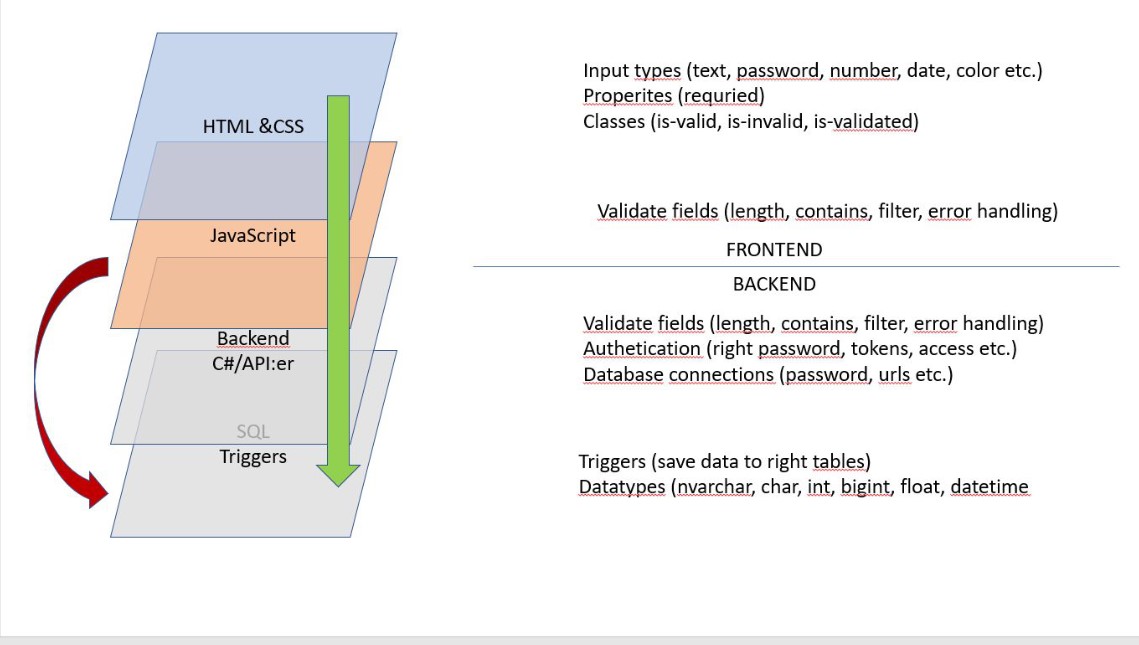 HTML &CSS
JavaScript
Backend
C#/API:er
SQL
Triggers
Input types (text, password, number, date, color etc.)
Properites (requried)
Classes (is-valid, is-invalid, is-validated)
Validate fields (length, contains, filter, error handling)
FRONTEND
BACKEND
Validate fields (length, contains, filter, error handling)
Authetication (right password, tokens, access etc.)
Database connections (password, urls etc.)
Triggers (save data to right tables)
Datatypes (nvarchar, char, int, bigint, float, datetime